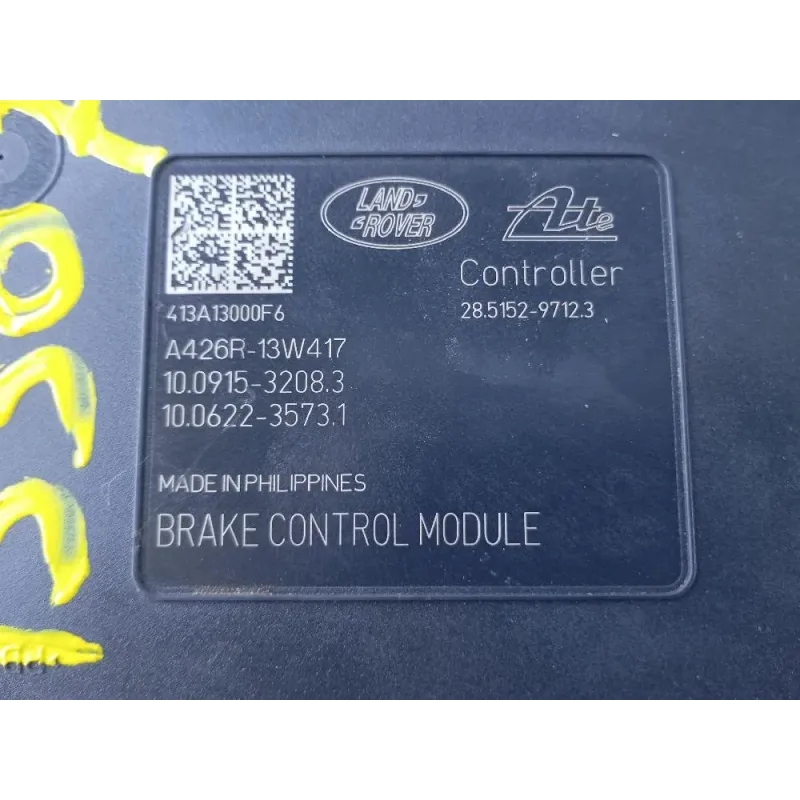 LAND-
ROVER
Ate
Controller
28.5152-9712.3
413A13000F6
A426R-13W417
10.0915-3208.3
10.0622-3573.1
MADE IN PHILIPPINES
BRAKE CONTROL MODULE